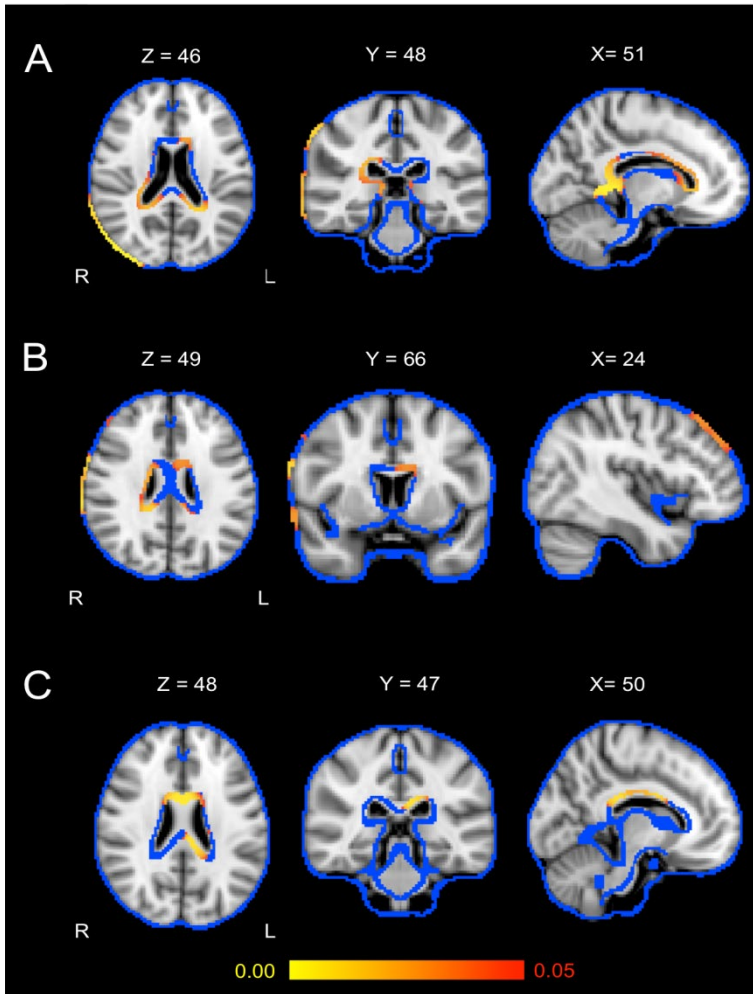 A
Z = 46 Y = 48 X = 51
R L
B
Z = 49 Y = 66 X= 24
R L
C
Z = 48 Y = 47 X= 50
R L
0.00 0.05